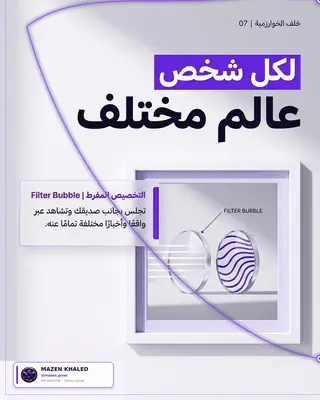 خلف الخوارزمية | 07
لكل شخص
عالم مختلف
التخصيص المفرط | Filter Bubble
تجلس بجانب صديقك وتشاهد عبر
واقعًا وأخبارًا مختلفة تمامًا عنه.
FILTER BUBBLE
MAZEN KHALED